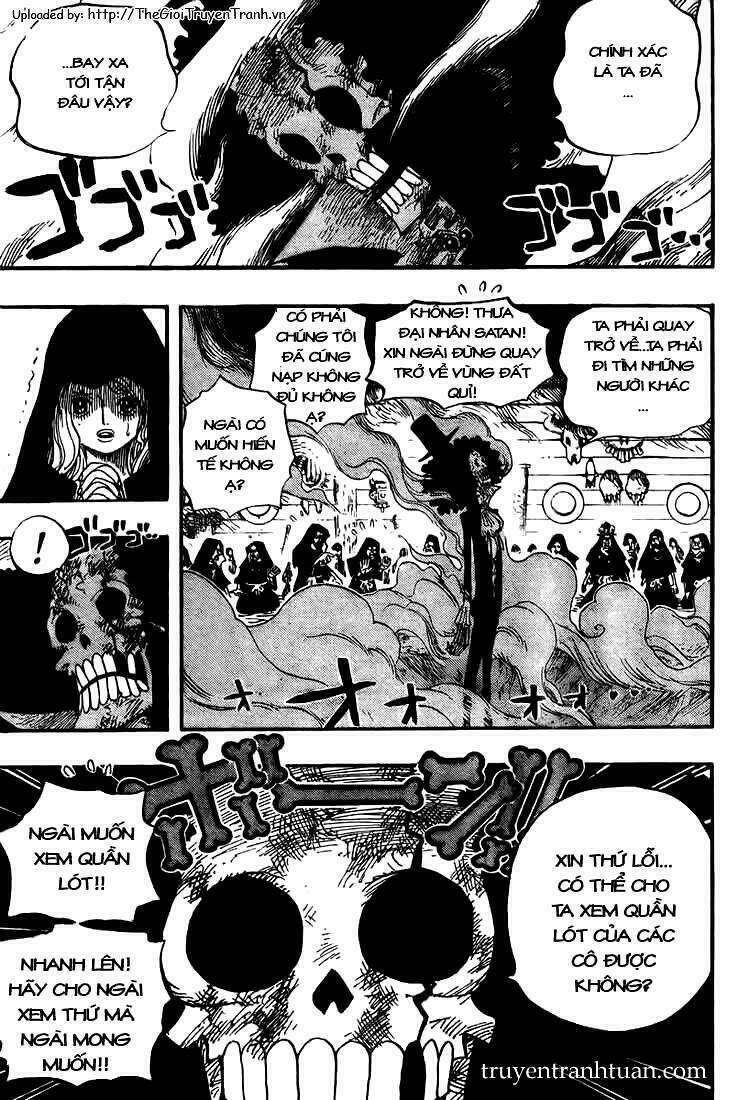 Uploaded by: http://TheGioiTruyenTranh.vn
CHÍNH XÁC
LÀ TA ĐÃ
...
...BAY XA
TỚI TẬN
ĐÂU VẬY?
ゴゴゴゴ
ゴゴゴ
TA PHẢI QUAY
TRỞ VỀ..TA PHẢI
ĐI TÌM NHỮNG
NGƯỜI KHÁC
...
KHÔNG! THƯA
ĐẠI NHÂN SATAN!
XIN NGÀI ĐỪNG QUAY
TRỞ VỀ VÙNG ĐẤT
QUỈ!
CÓ PHẢI
CHÚNG TÔI
ĐÃ CÚNG
NẠP KHÔNG
ĐỦ KHÔNG
Ạ?
NGÀI CÓ
MUỐN HIẾN
TẾ KHÔNG
Ạ?
オオオオオ
!
ゴゴゴ
ボーン!!
XIN THỨ LỖI...
CÓ THỂ CHO
TA XEM QUẦN
LÓT CỦA CÁC
CÔ ĐƯỢC
KHÔNG?
NGÀI MUỐN
XEM QUẦN
LÓT!!
NHANH LÊN!
HÃY CHO NGÀI
XEM THỨ MÀ
NGÀI MONG
MUỐN!!
truyentranhtuan.com